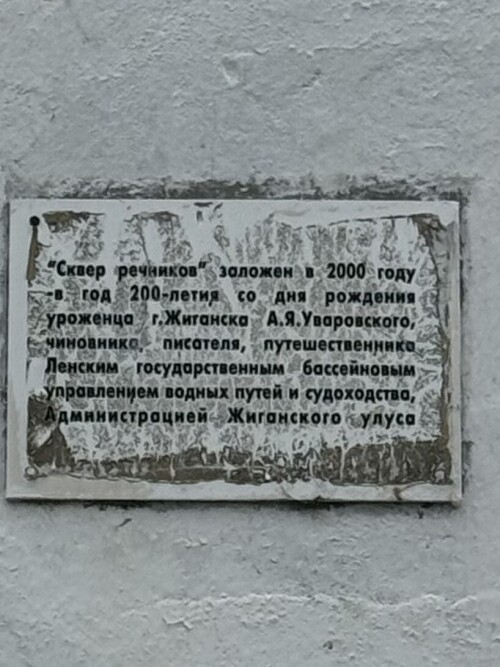 "Сквер речников" заложен в 2000 году
-в год 200-летия со дня рождения
уроженца г.Жиганска А.Я.Уваровского,
чиновника, писателя, путешественника
Ленским государственным бассейновым
управлением водных путей и судоходства,
Администрацией Жиганского улуса